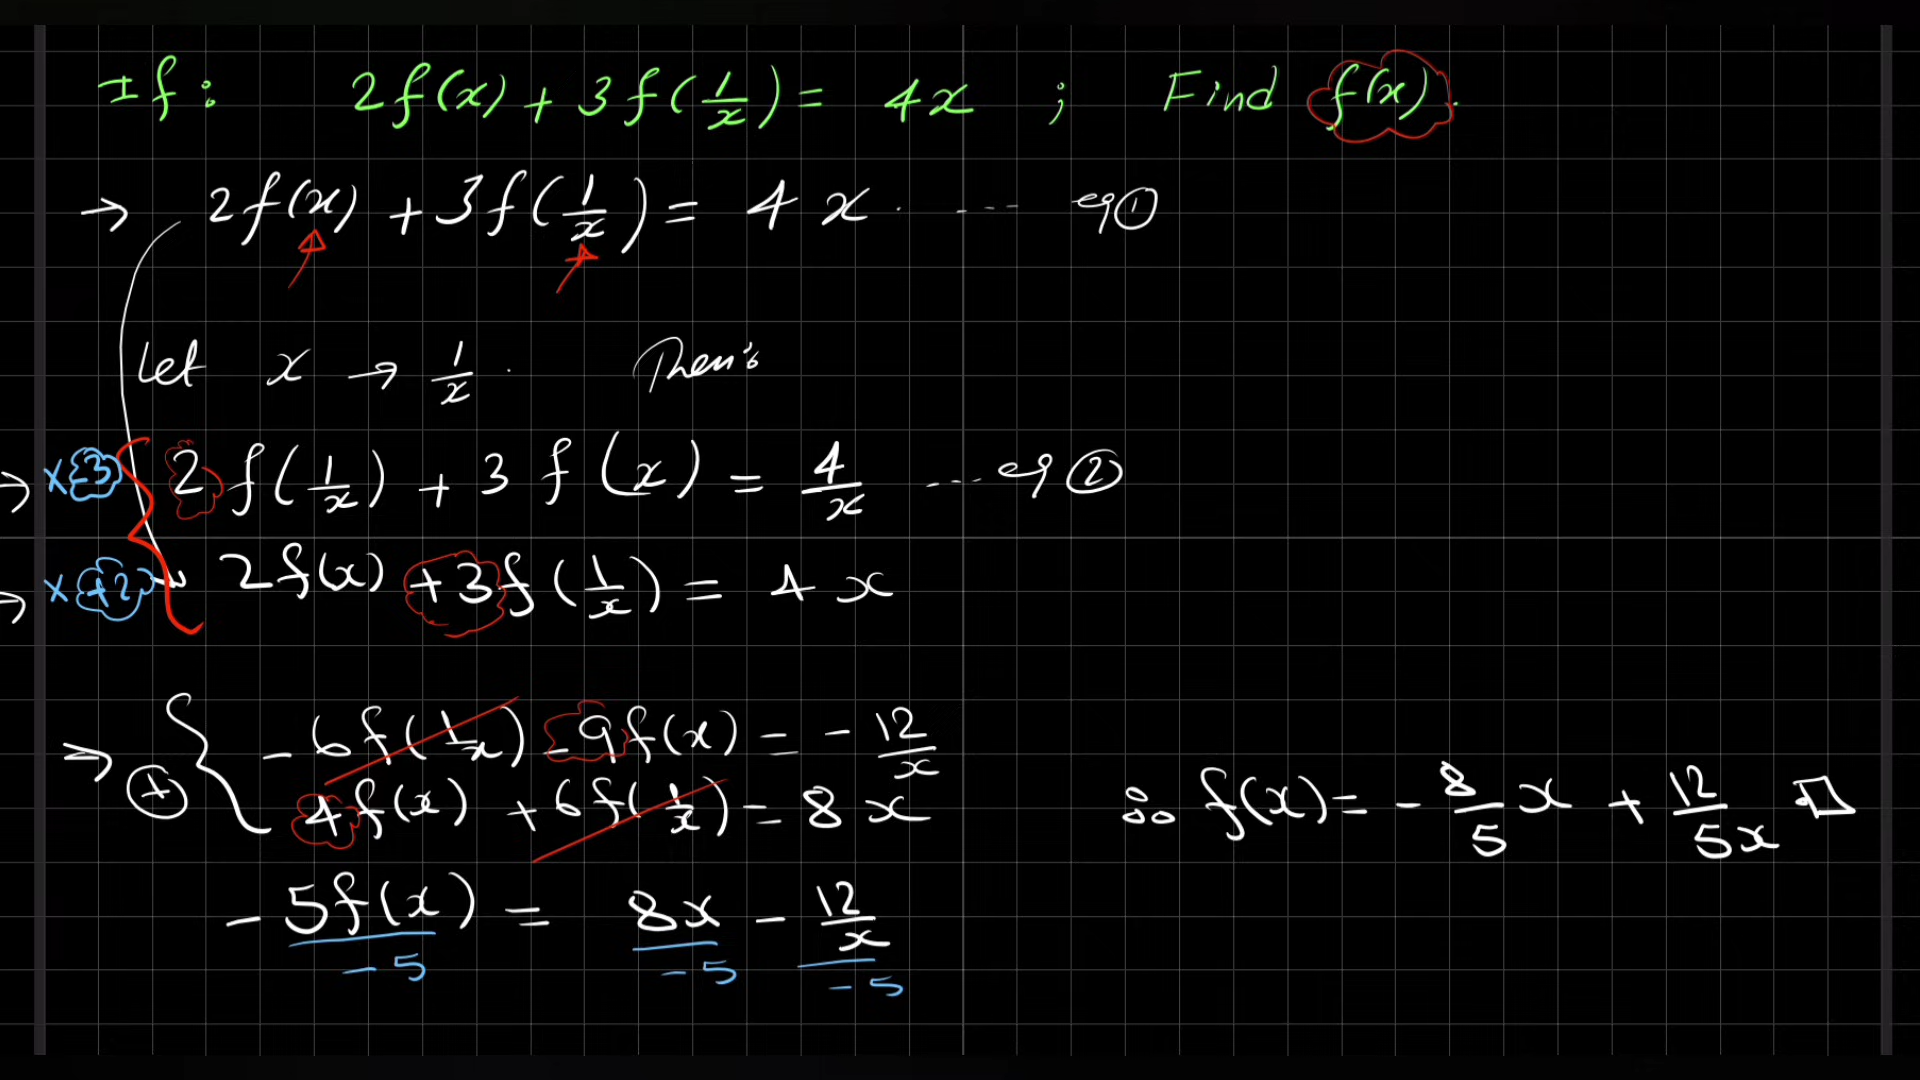 If: 2f(x) + 3f(1/x) = 4x ; Find f(x).
→ 2f(x) + 3f(1/x) = 4x . ---- eq①
Let x → 1/x . Then:
→ x{-3} 2f(1/x) + 3f(x) = 4/x ---- eq②
→ x{+2} 2f(x) +3f(1/x) = 4x
→ ⊕ { -6f(1/x) - 9f(x) = -12/x
4f(x) + 6f(1/x) = 8x
-5f(x) = 8x - 12/x
-5 -5 -5
∴ f(x) = -8/5 x + 12/5x □